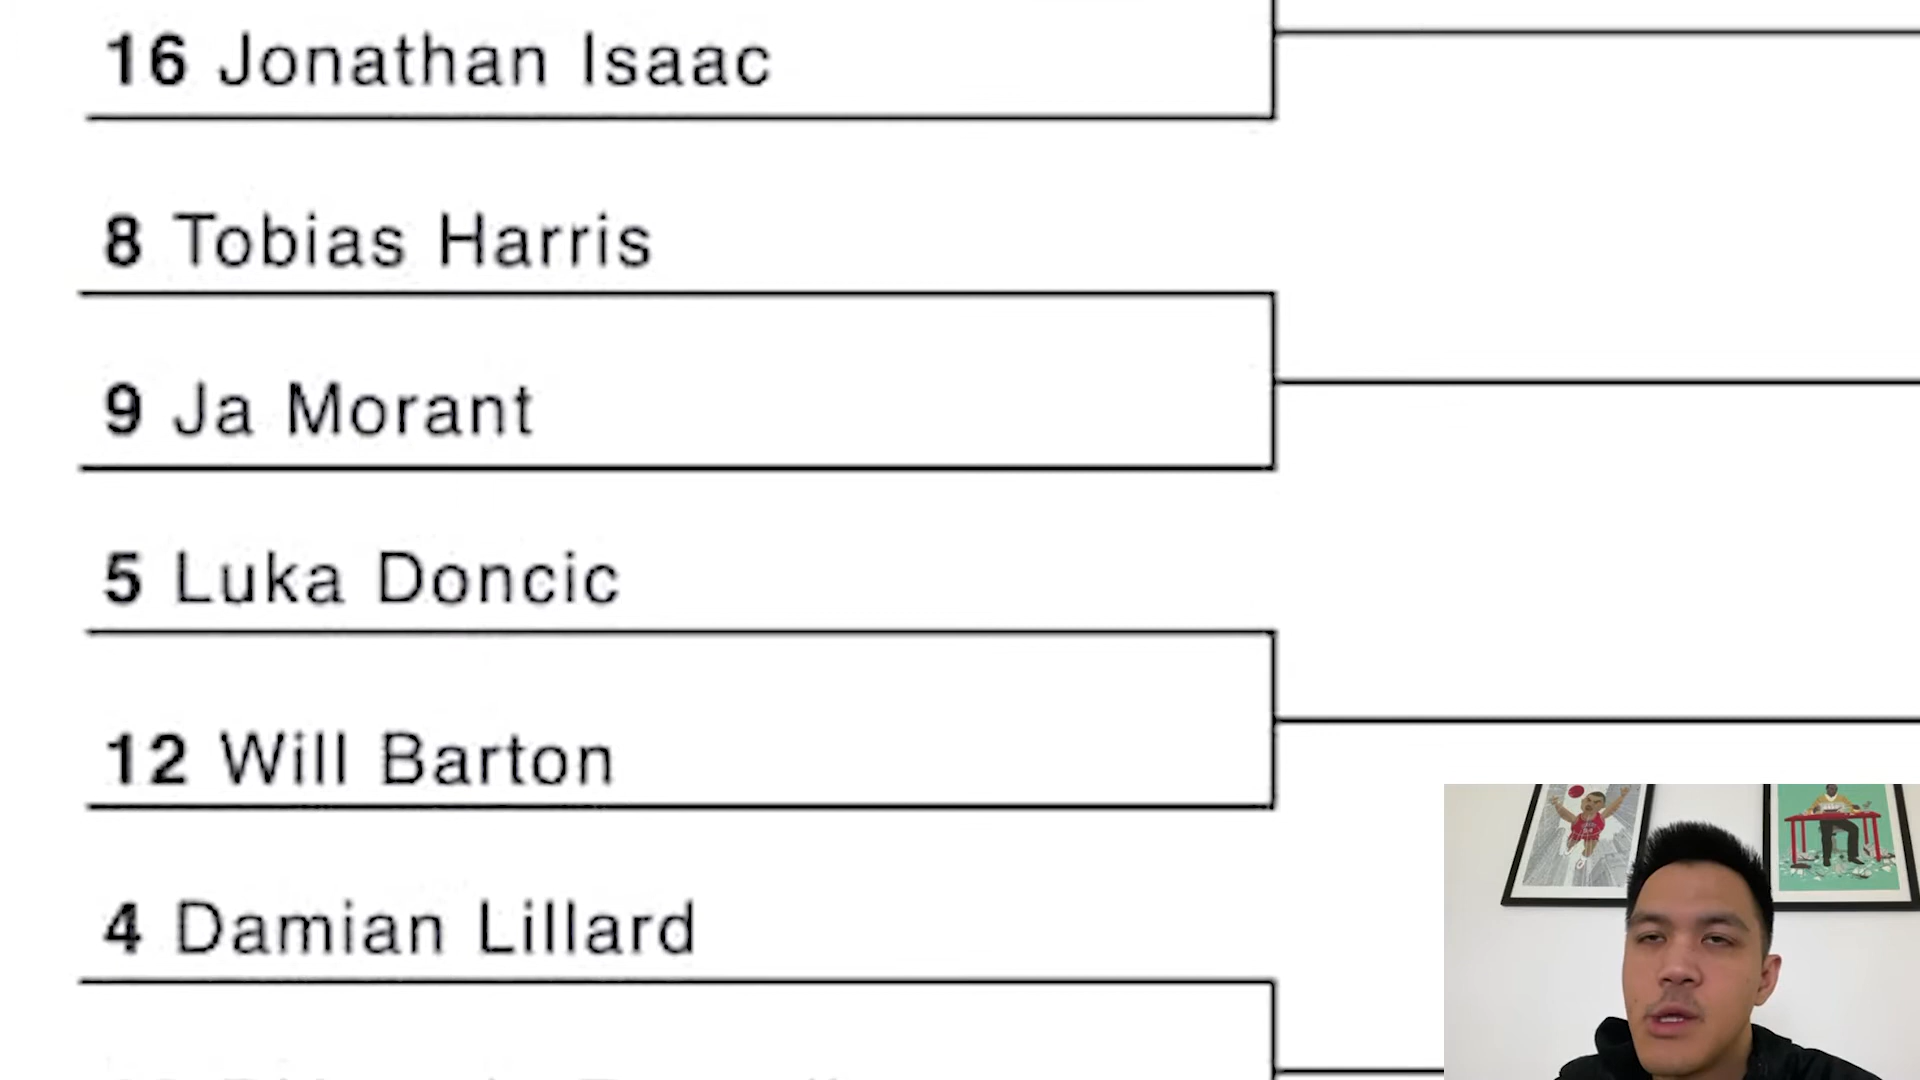 16 Jonathan Isaac
8 Tobias Harris
9 Ja Morant
5 Luka Doncic
12 Will Barton
4 Damian Lillard